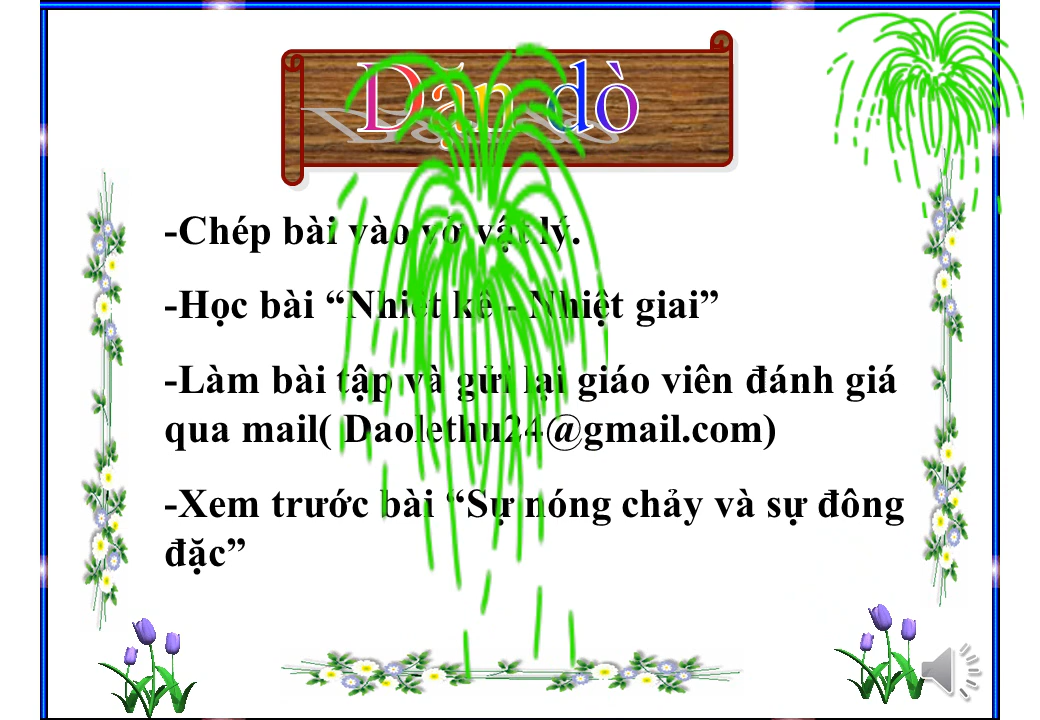 Dặn dò
-Chép bài vào vở vật lý.
-Học bài “Nhiệt kế - Nhiệt giai”
-Làm bài tập và gửi lại giáo viên đánh giá
qua mail( Daolethu24@gmail.com)
-Xem trước bài “Sự nóng chảy và sự đông
đặc”